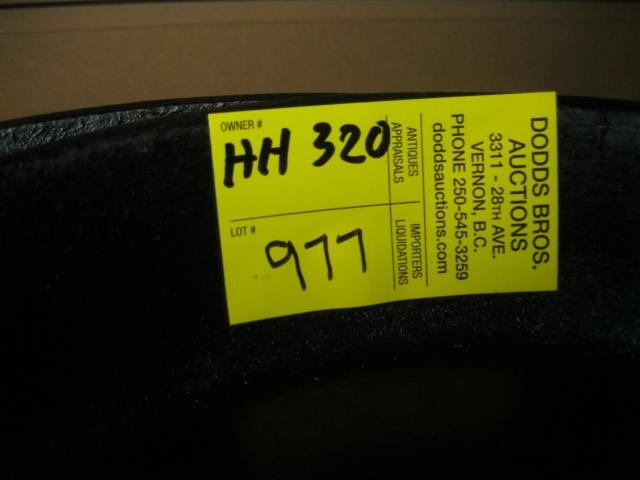 OWNER #
HH 320
LOT #
977
ANTIQUES
APPRAISALS
IMPORTERS
LIQUIDATIONS
DODDS BROS.
AUCTIONS
3311 - 28TH AVE.
VERNON, B.C.
PHONE 250-545-3259
doddsauctions.com